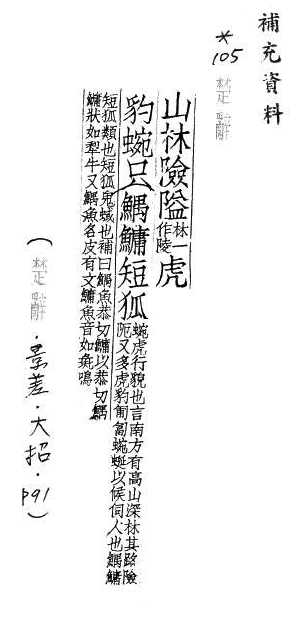 補充資料
*105 楚辭
山林險隘林一作陵虎
豹蜿只(鰅鱅短狐
蜿虎行貌也言南方有高山深林其路險
阨又多虎豹匍匐蜿蜒以候伺人也鰅鱅
短狐類也短狐鬼蜮也補曰鰅魚恭切鱅以恭切鰅
鱅狀如犂牛又鰅魚名皮有文鱅魚音如彘鳴
(楚辭・景差・大招・p91)